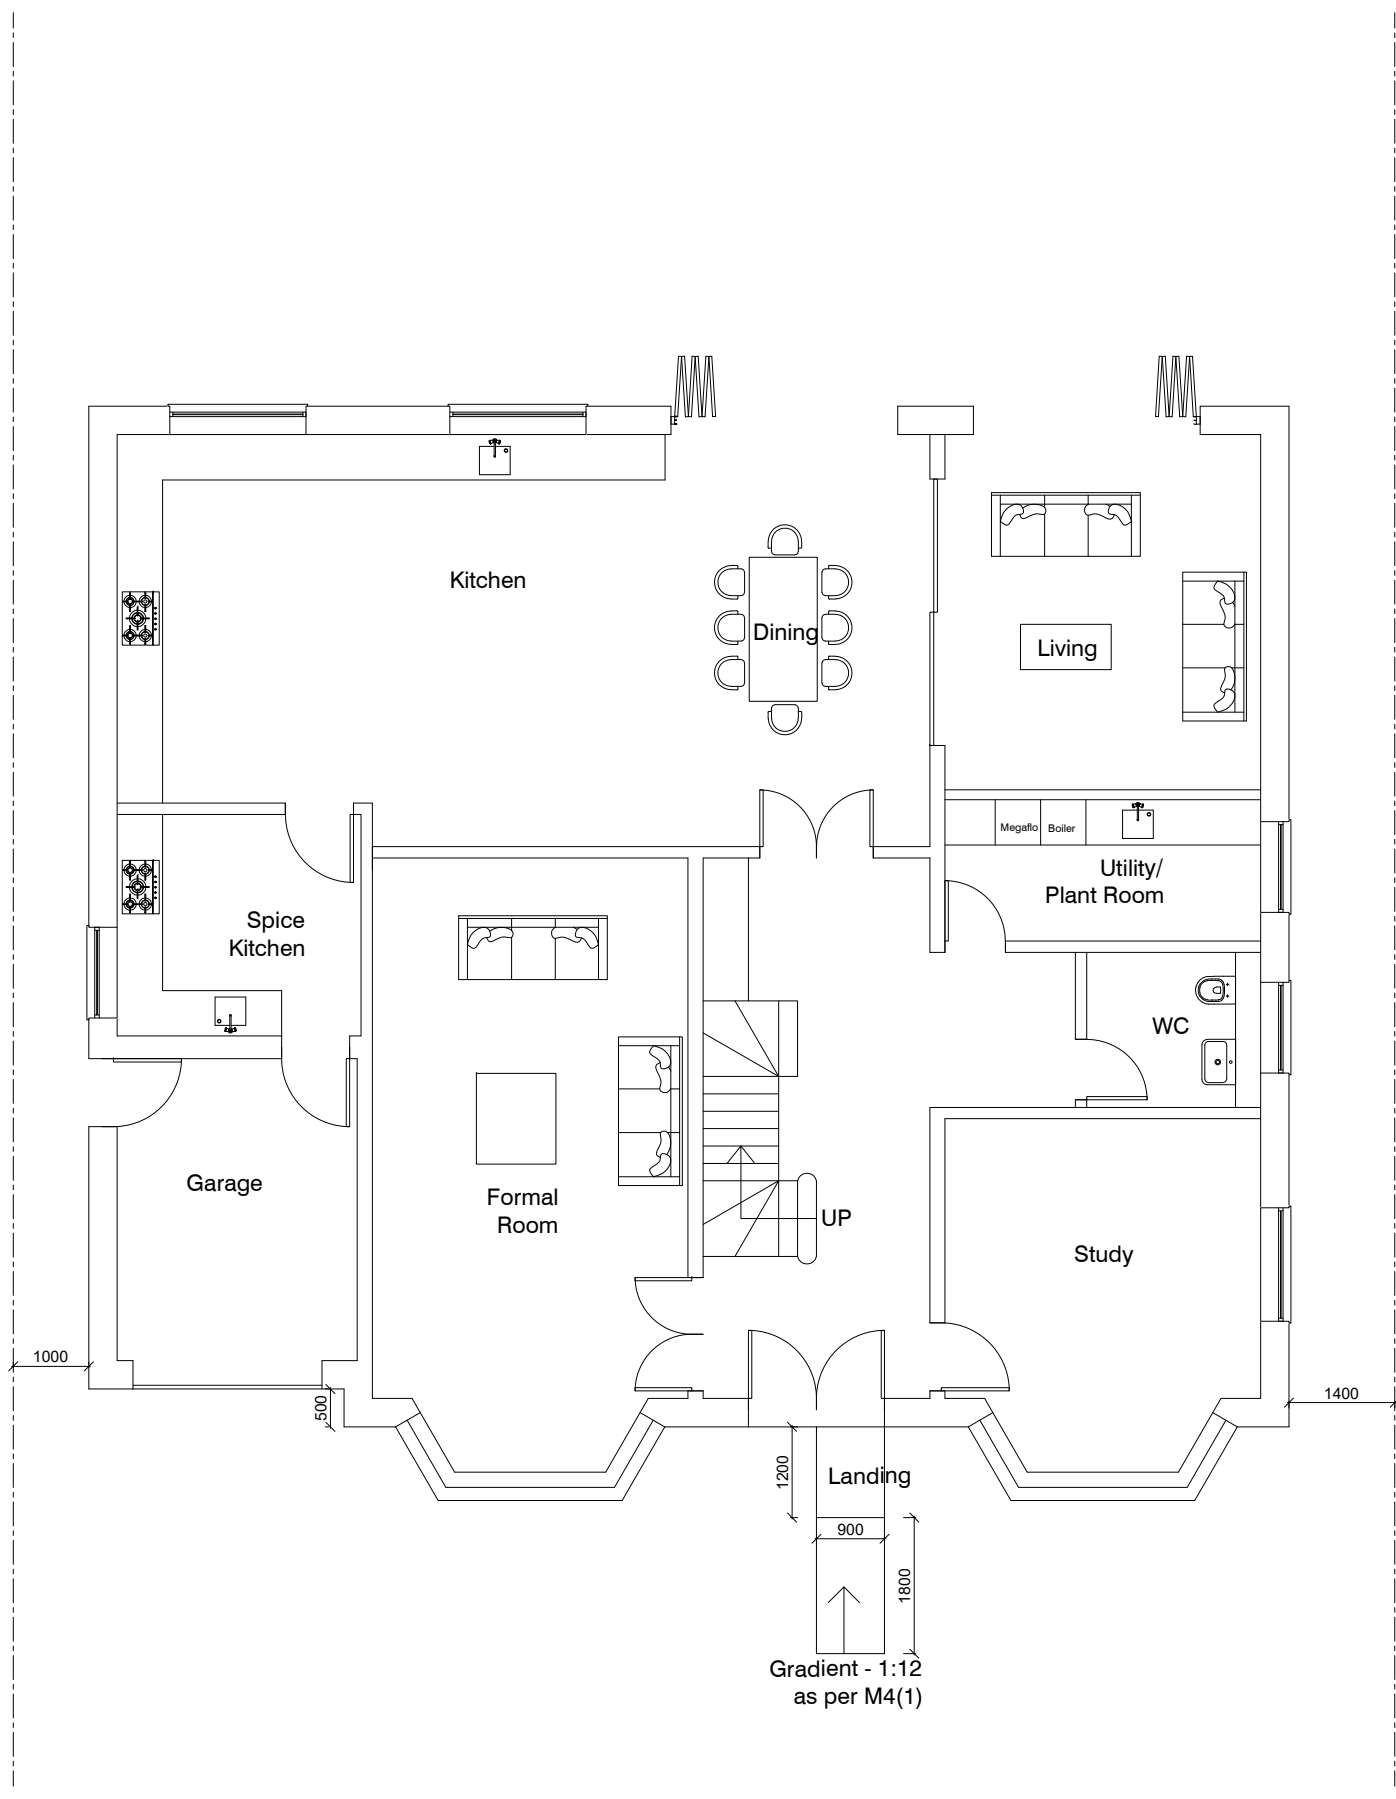 Kitchen
Dining
Living
Megaflo
Boiler
Utility/
Plant Room
Spice
Kitchen
WC
Garage
Formal
Room
UP
Study
1000
500
1400
1200
Landing
900
1800
Gradient - 1:12
as per M4(1)